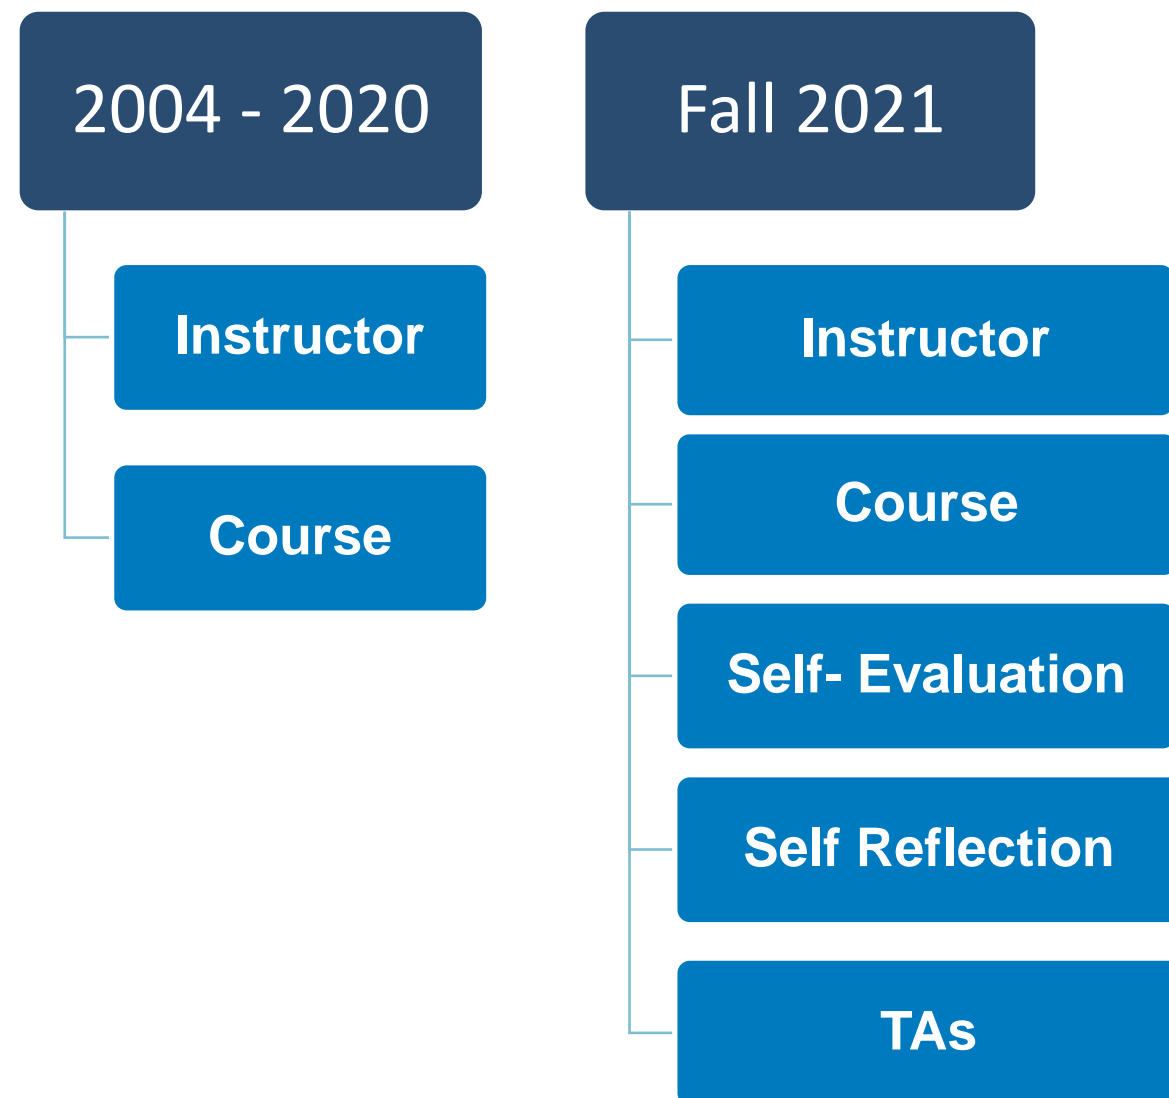 2004 - 2020
Instructor
Course
Fall 2021
Instructor
Course
Self- Evaluation
Self Reflection
TAs